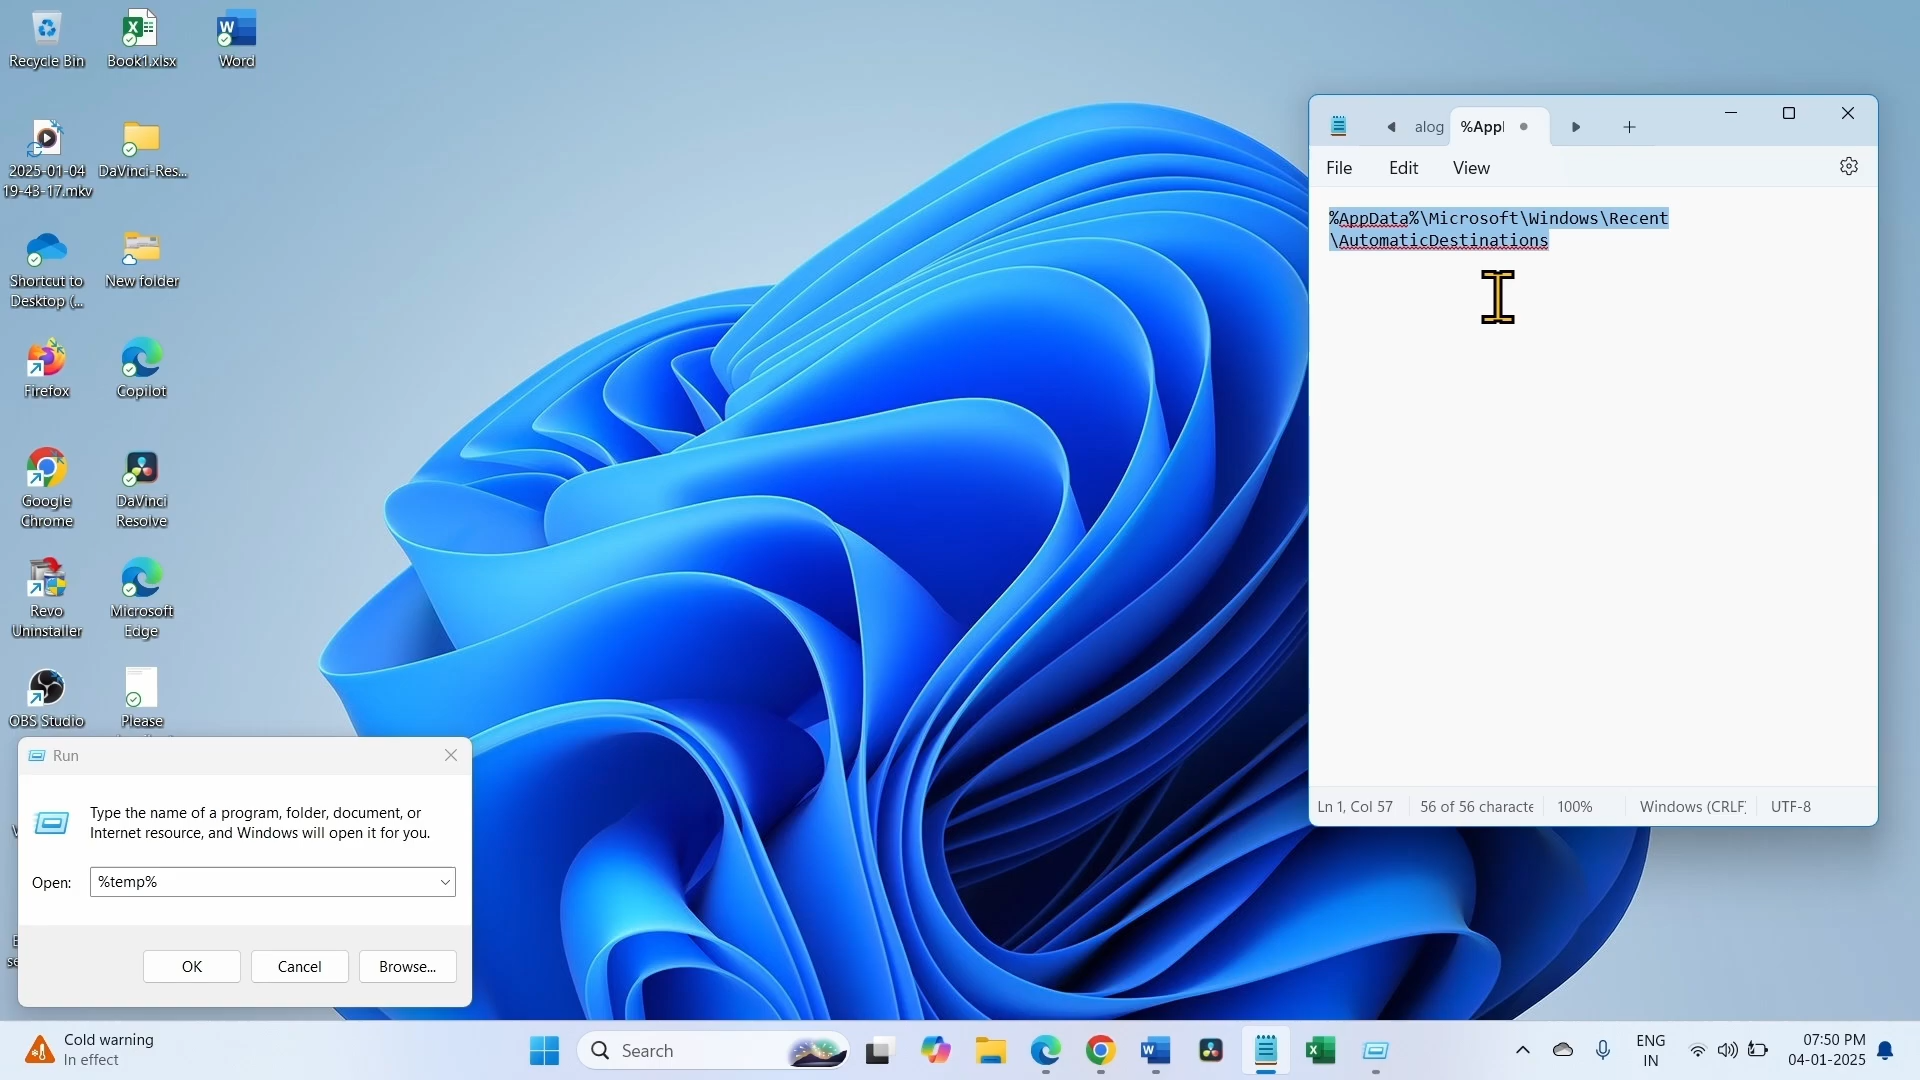 Recycle Bin
Book1.xlsx
Word
2025-01-04
19-43-17.mkv
DaVinci-Res...
Shortcut to
Desktop (...
New folder
Firefox
Copilot
Google
Chrome
DaVinci
Resolve
Revo
Uninstaller
Microsoft
Edge
OBS Studio
Please
alog
%Appl
File
Edit
View
%AppData%\Microsoft\Windows\Recent
\AutomaticDestinations
Ln 1, Col 57
56 of 56 characte
100%
Windows (CRLF
UTF-8
Run
Type the name of a program, folder, document, or
Internet resource, and Windows will open it for you.
Open:
%temp%
OK
Cancel
Browse...
Cold warning
In effect
Search
ENG
IN
07:50 PM
04-01-2025